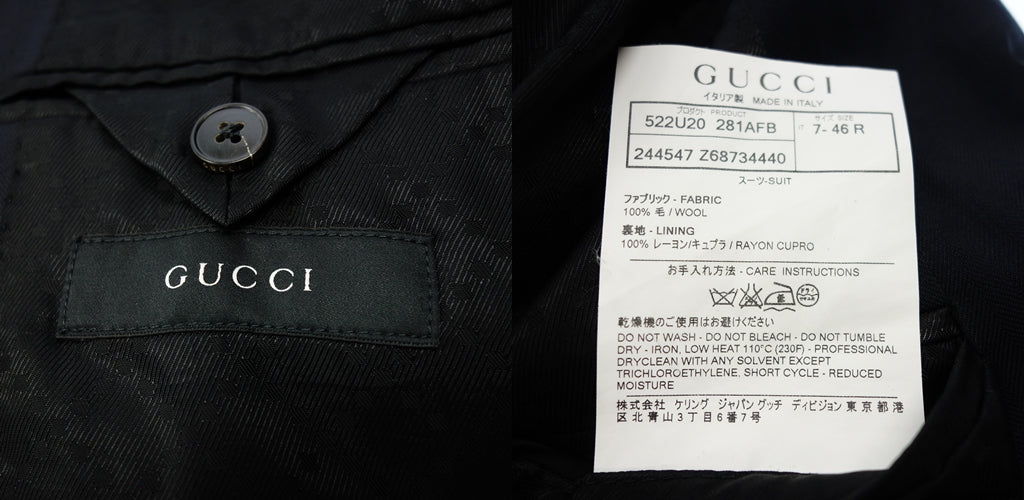 GUCCI
GUCCI
GUCCI
イタリア製 MADE IN ITALY
プロダクト PRODUCT
522U20 281AFB
244547 Z68734440
サイズ SIZE
IT 7- 46 R
スーツ-SUIT
ファブリック - FABRIC
100% 毛 / WOOL
裏地 - LINING
100% レーヨン/キュプラ / RAYON CUPRO
お手入れ方法 - CARE INSTRUCTIONS
低
ドライ
乾燥機のご使用はお避けください
DO NOT WASH - DO NOT BLEACH - DO NOT TUMBLE
DRY - IRON, LOW HEAT 110°C (230F) - PROFESSIONAL
DRYCLEAN WITH ANY SOLVENT EXCEPT
TRICHLOROETHYLENE, SHORT CYCLE - REDUCED
MOISTURE
株式会社 ケリング ジャパン グッチ ディビジョン 東京都港
区北青山3丁目6番7号